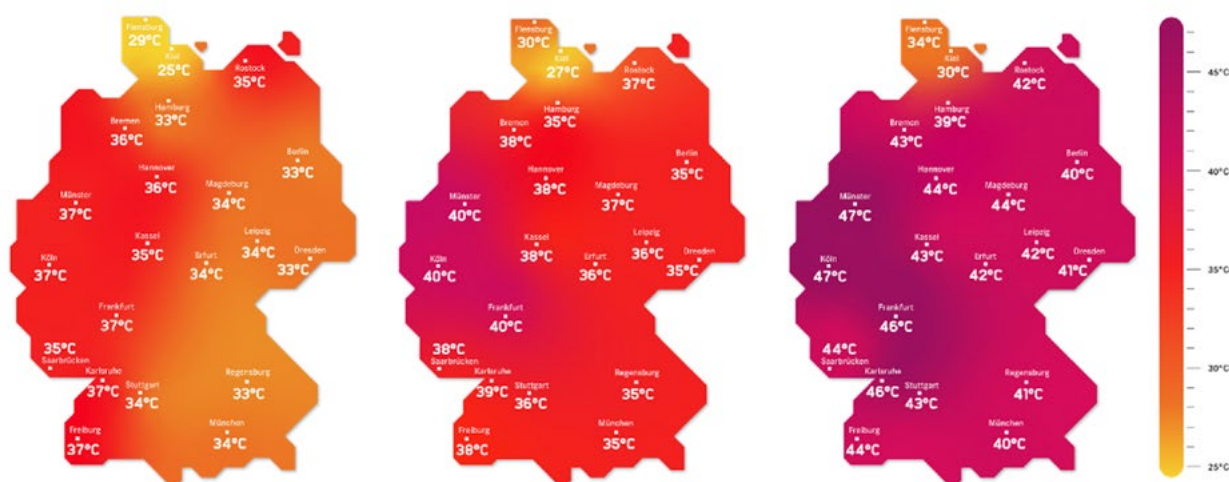 Flensburg
29°C
Kiel
25°C
Rostock
35°C
Hamburg
33°C
Bremen
36°C
Berlin
33°C
Hannover
36°C
Magdeburg
34°C
Münster
37°C
Kassel
35°C
Leipzig
34°C
Erfurt
34°C
Dresden
33°C
Köln
37°C
Frankfurt
37°C
35°C
Saarbrücken
Karlsruhe
37°C
Stuttgart
34°C
Regensburg
33°C
München
34°C
Freiburg
37°C
Flensburg
30°C
Kiel
27°C
Rostock
37°C
Hamburg
35°C
Bremen
38°C
Berlin
35°C
Hannover
38°C
Magdeburg
37°C
Münster
40°C
Kassel
38°C
Leipzig
36°C
Erfurt
36°C
Dresden
35°C
Köln
40°C
Frankfurt
40°C
38°C
Saarbrücken
Karlsruhe
39°C
Stuttgart
36°C
Regensburg
35°C
München
35°C
Freiburg
38°C
Flensburg
34°C
Kiel
30°C
Rostock
42°C
Hamburg
39°C
Bremen
43°C
Berlin
40°C
Hannover
44°C
Magdeburg
44°C
Münster
47°C
Kassel
43°C
Leipzig
42°C
Erfurt
42°C
Dresden
41°C
Köln
47°C
Frankfurt
46°C
44°C
Saarbrücken
Karlsruhe
46°C
Stuttgart
43°C
Regensburg
41°C
München
40°C
Freiburg
44°C
45°C
40°C
35°C
30°C
25°C